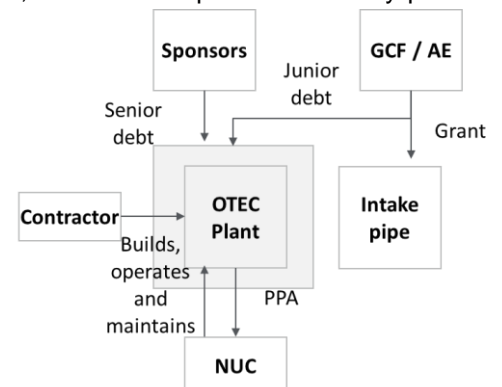 Sponsors
GCF / AE
Junior
debt
Senior
debt
Grant
OTEC
Plant
Intake
pipe
Contractor
Builds,
operates
and
maintains
PPA
NUC